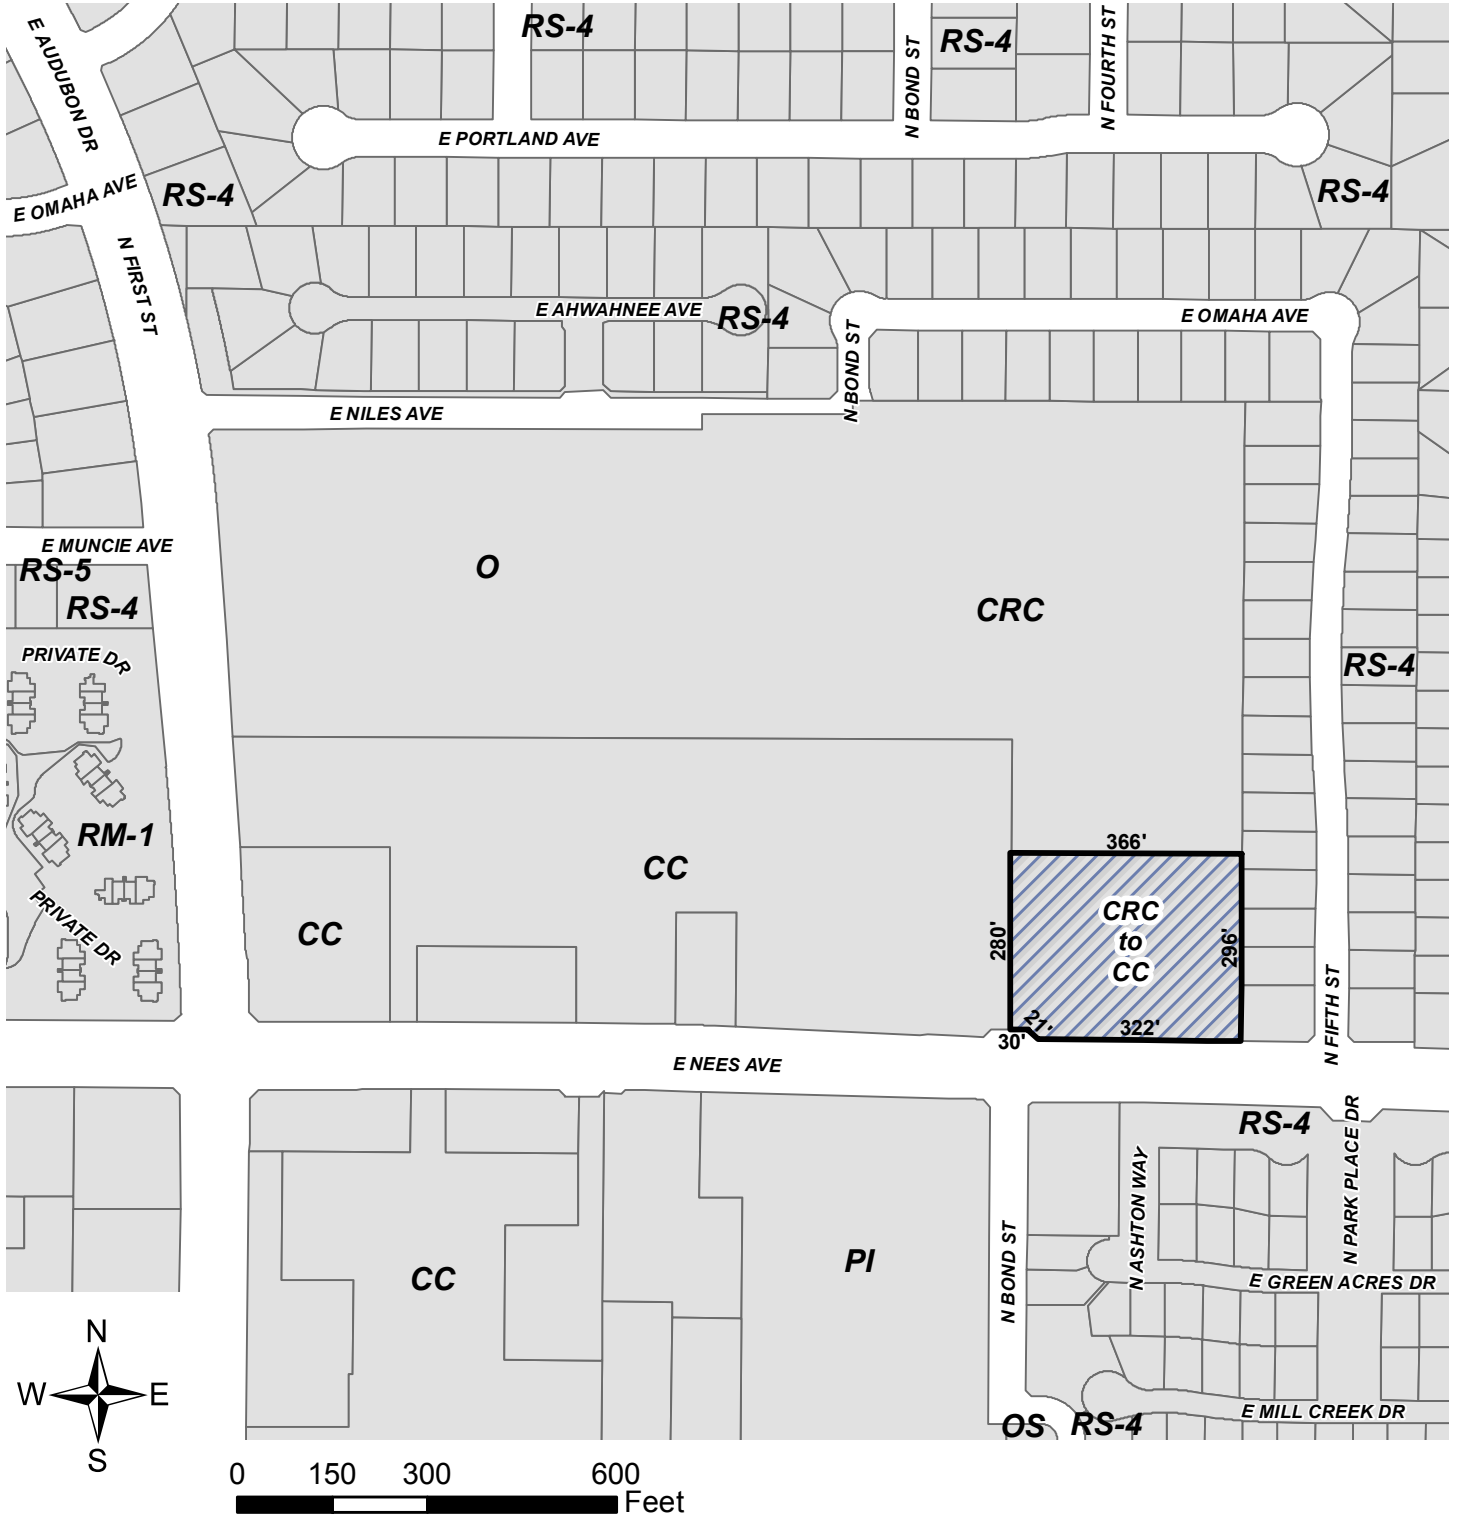 RS-4
RS-4
E AUDUBON DR
N BOND ST
N FOURTH ST
E PORTLAND AVE
E OMAHA AVE
RS-4
RS-4
N FIRST ST
E AHWAHNEE AVE
RS-4
E OMAHA AVE
N BOND ST
E NILES AVE
E MUNCIE AVE
RS-5
RS-4
O
CRC
PRIVATE DR
RS-4
RM-1
366'
CC
CC
PRIVATE DR
280'
CRC
to
CC
296'
21'
322'
30'
N FIFTH ST
E NEES AVE
RS-4
N PARK PLACE DR
N ASHTON WAY
PI
CC
N BOND ST
E GREEN ACRES DR
OS
RS-4
E MILL CREEK DR
N
W
E
S
0 150 300 600
Feet